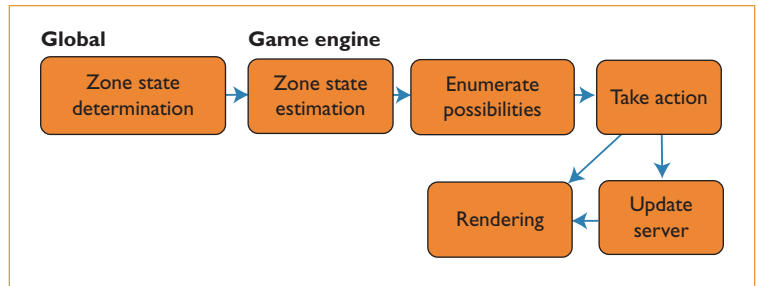 Global
Game engine
Zone state
determination
Zone state
estimation
Enumerate
possibilities
Take action
Rendering
Update
server